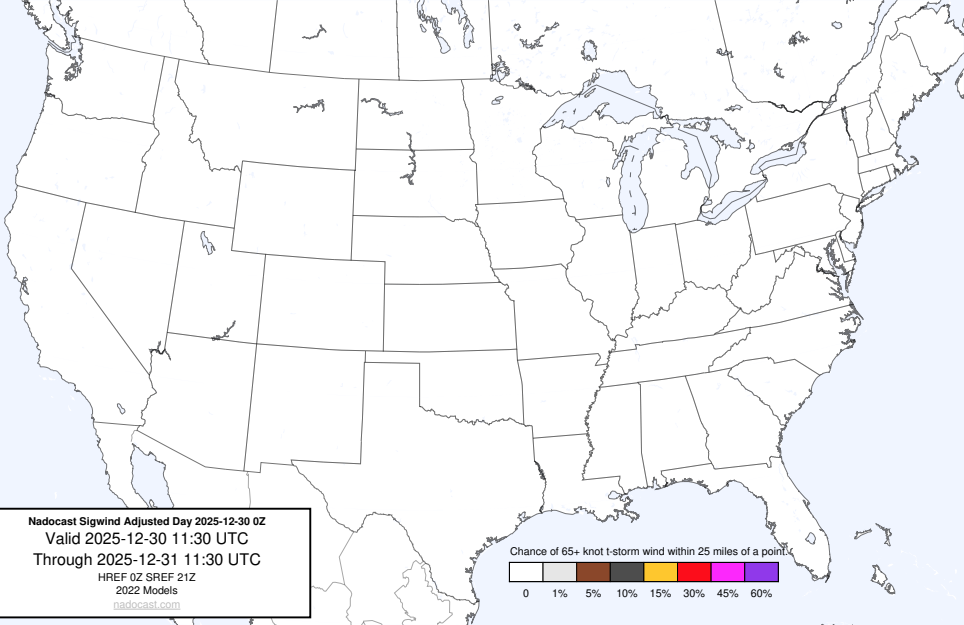 Nadocast Sigwind Adjusted Day 2025-12-30 0Z
Valid 2025-12-30 11:30 UTC
Through 2025-12-31 11:30 UTC
HREF 0Z SREF 21Z
2022 Models
nadocast.com
Chance of 65+ knot t-storm wind within 25 miles of a point.
0 1% 5% 10% 15% 30% 45% 60%